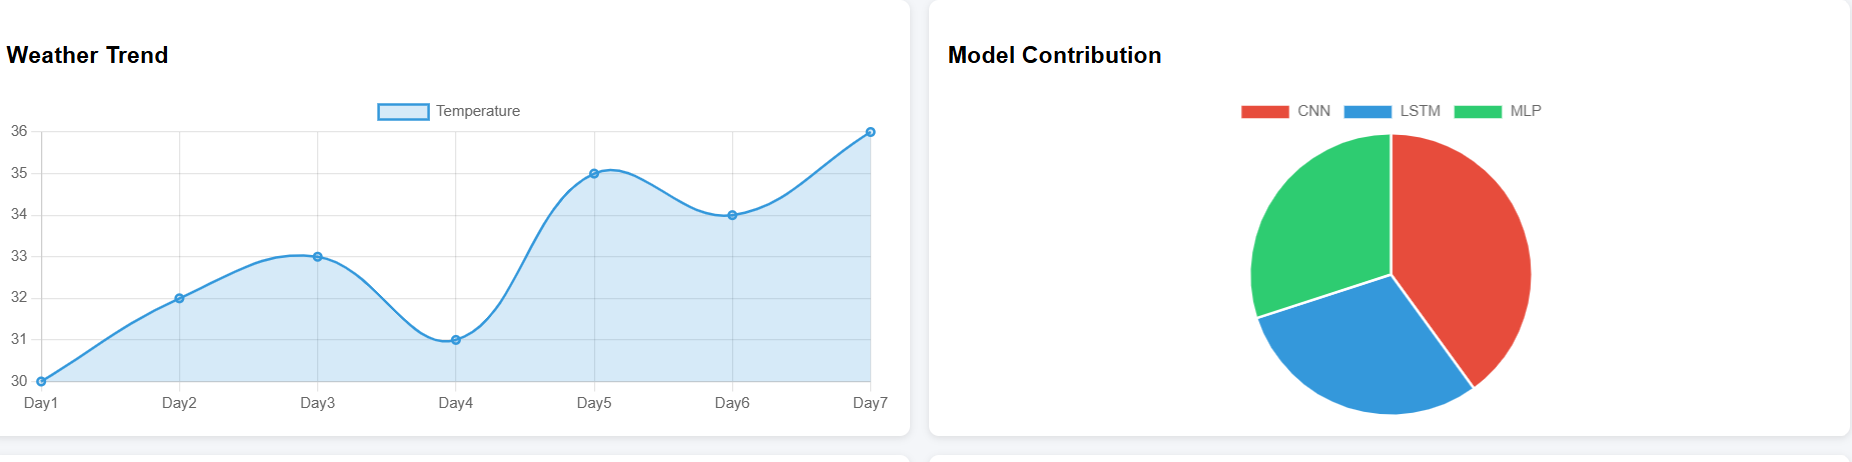 Weather Trend
Temperature
36
35
34
33
32
31
30
Day1 Day2 Day3 Day4 Day5 Day6 Day7
Model Contribution
CNN LSTM MLP